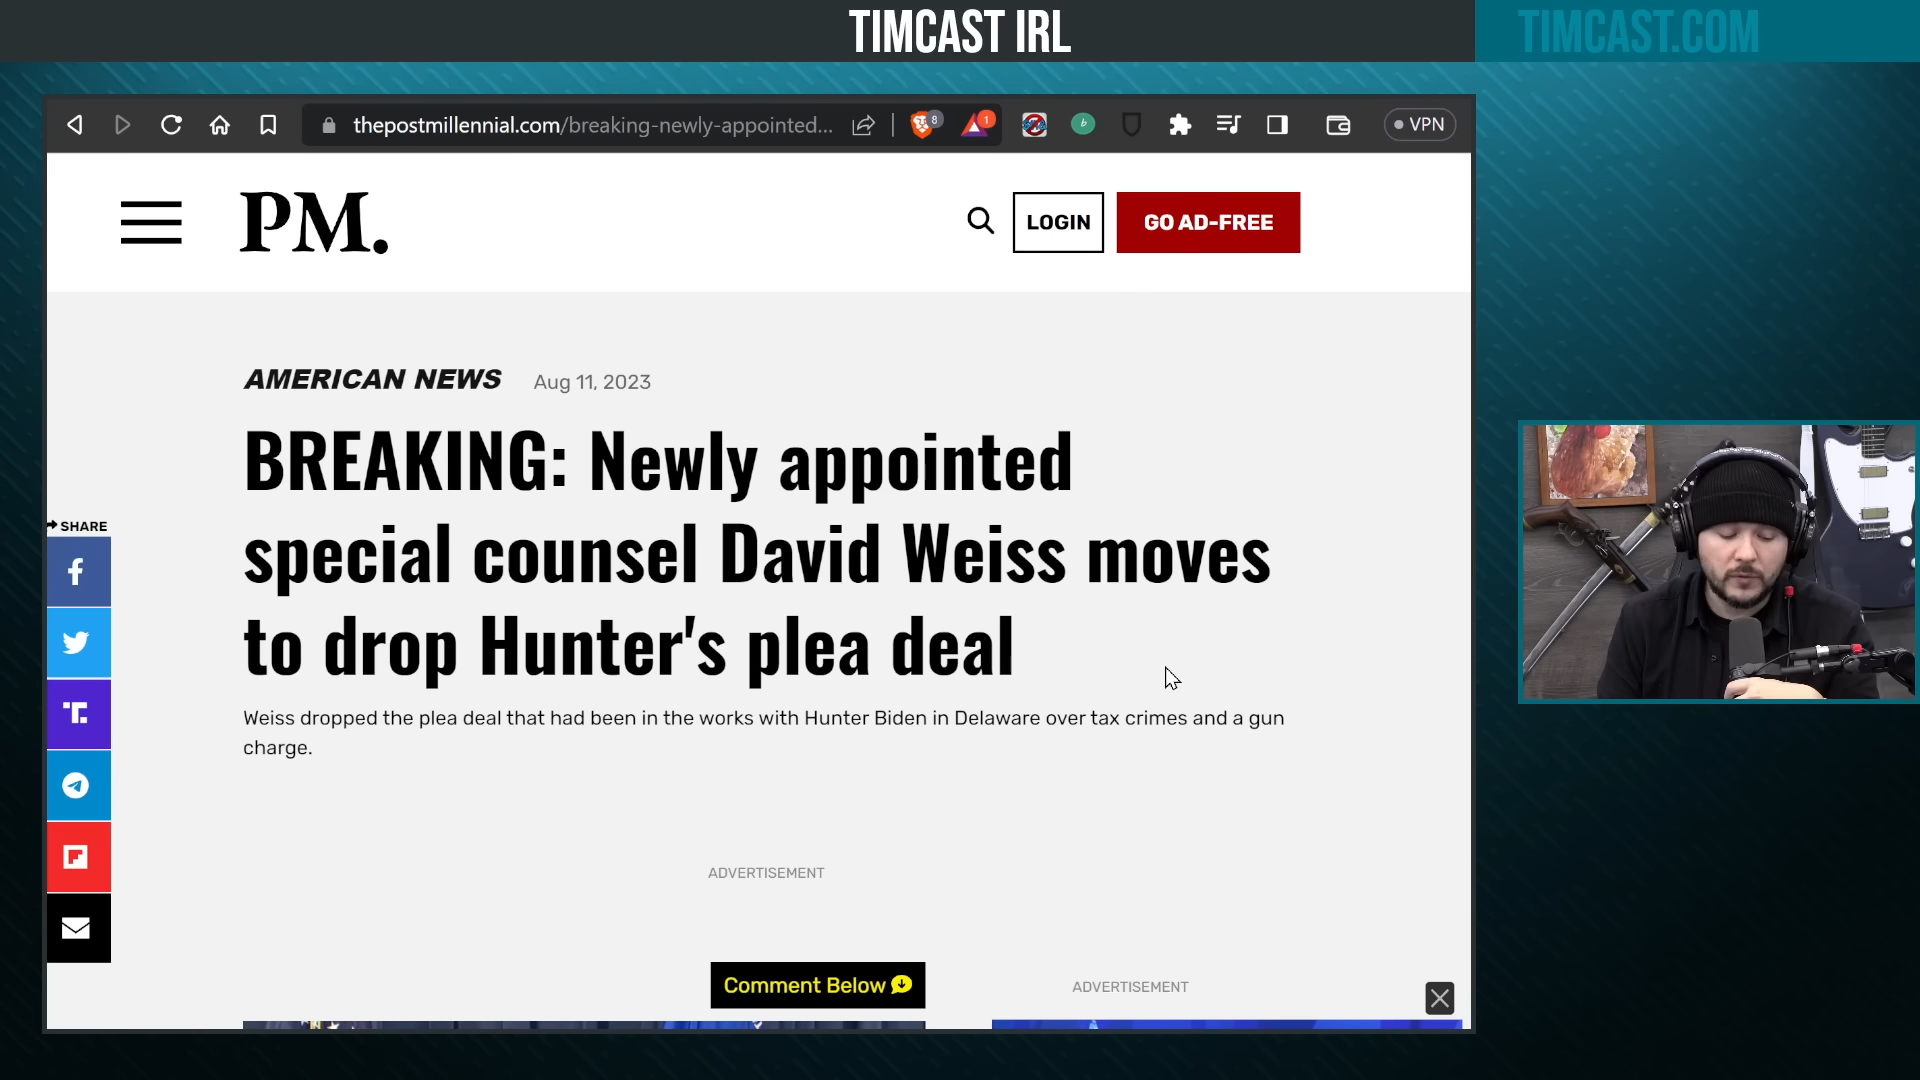 TIMCAST IRL
TIMCAST.COM
thepostmillennial.com/breaking-newly-appointed...
8
1
b
VPN
PM.
LOGIN
GO AD-FREE
AMERICAN NEWS
Aug 11, 2023
BREAKING: Newly appointed
special counsel David Weiss moves
to drop Hunter's plea deal
SHARE
Weiss dropped the plea deal that had been in the works with Hunter Biden in Delaware over tax crimes and a gun
charge.
ADVERTISEMENT
Comment Below
ADVERTISEMENT